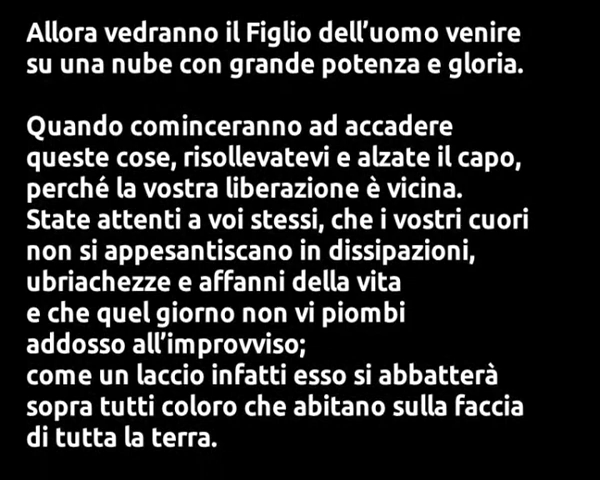 Allora vedranno il Figlio dell’uomo venire
su una nube con grande potenza e gloria.
Quando cominceranno ad accadere
queste cose, risollevatevi e alzate il capo,
perché la vostra liberazione è vicina.
State attenti a voi stessi, che i vostri cuori
non si appesantiscano in dissipazioni,
ubriachezze e affanni della vita
e che quel giorno non vi piombi
addosso all’improvviso;
come un laccio infatti esso si abbatterà
sopra tutti coloro che abitano sulla faccia
di tutta la terra.